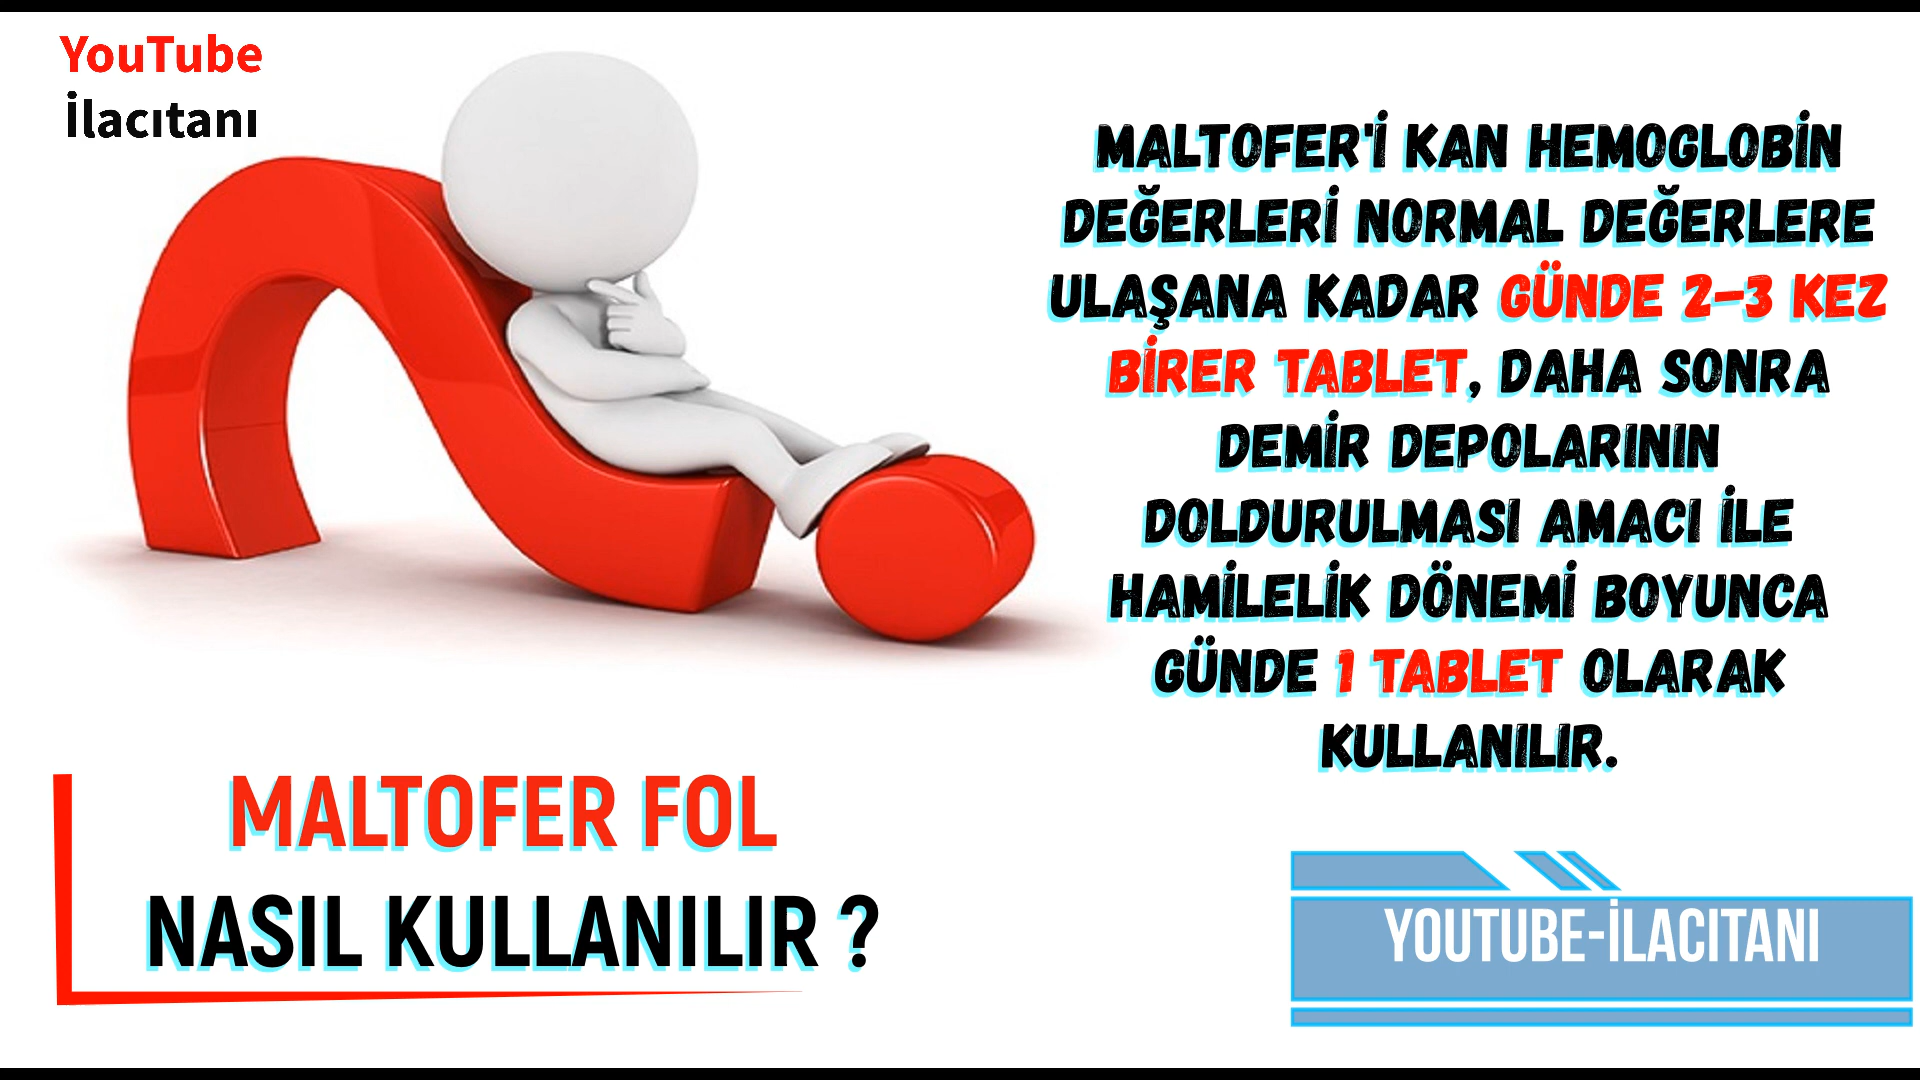 YouTube
İlacıtanı
MALTOFER'İ KAN HEMOGLOBİN
DEĞERLERİ NORMAL DEĞERLERE
ULAŞANA KADAR GÜNDE 2-3 KEZ
BİRER TABLET, DAHA SONRA
DEMİR DEPOLARININ
DOLDURULMASI AMACI İLE
HAMİLELİK DÖNEMİ BOYUNCA
GÜNDE 1 TABLET OLARAK
KULLANILIR.
MALTOFER FOL
NASIL KULLANILIR ?
YOUTUBE-İLACITANI